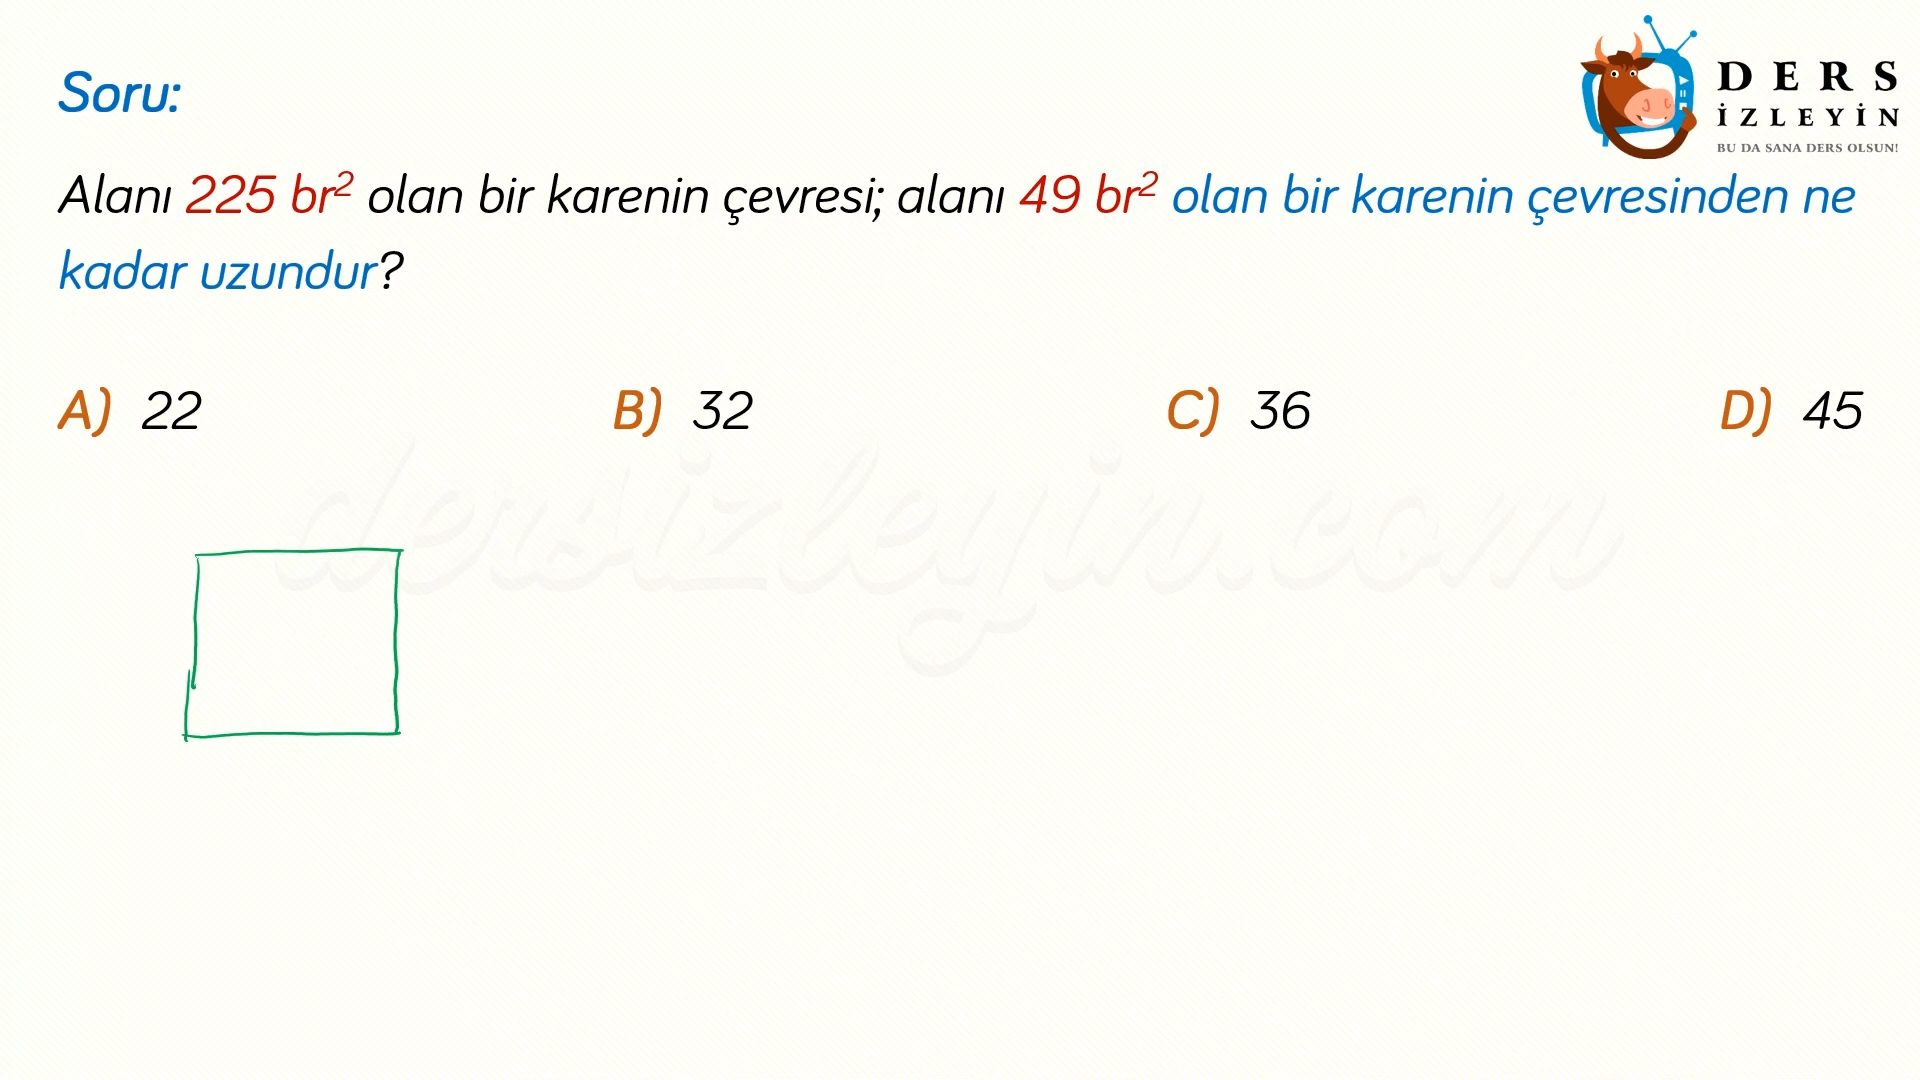 DERS
İZLEYİN
BU DA SANA DERS OLSUN!
Soru:
Alanı 225 br² olan bir karenin çevresi; alanı 49 br² olan bir karenin çevresinden ne
kadar uzundur?
A) 22 B) 32 C) 36 D) 45
dersizleyin.com